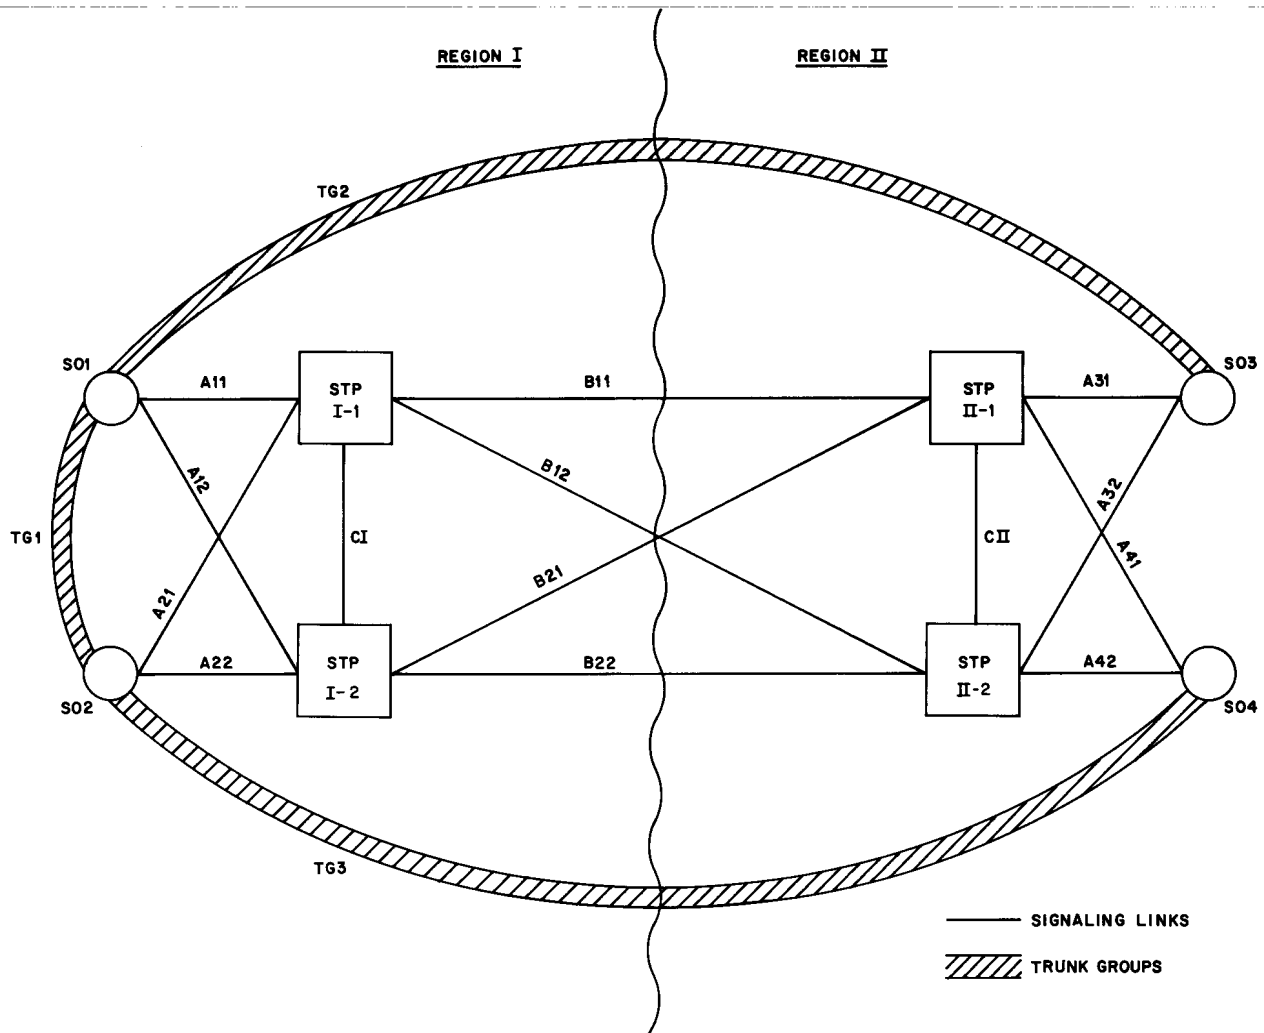 REGION I
REGION II
TG2
SO1
SO3
A11
STP
I-1
B11
STP
II-1
A31
A12
B12
A32
TG1
CI
CII
A41
A21
B21
A22
STP
I-2
B22
STP
II-2
A42
SO2
SO4
TG3
SIGNALING LINKS
TRUNK GROUPS